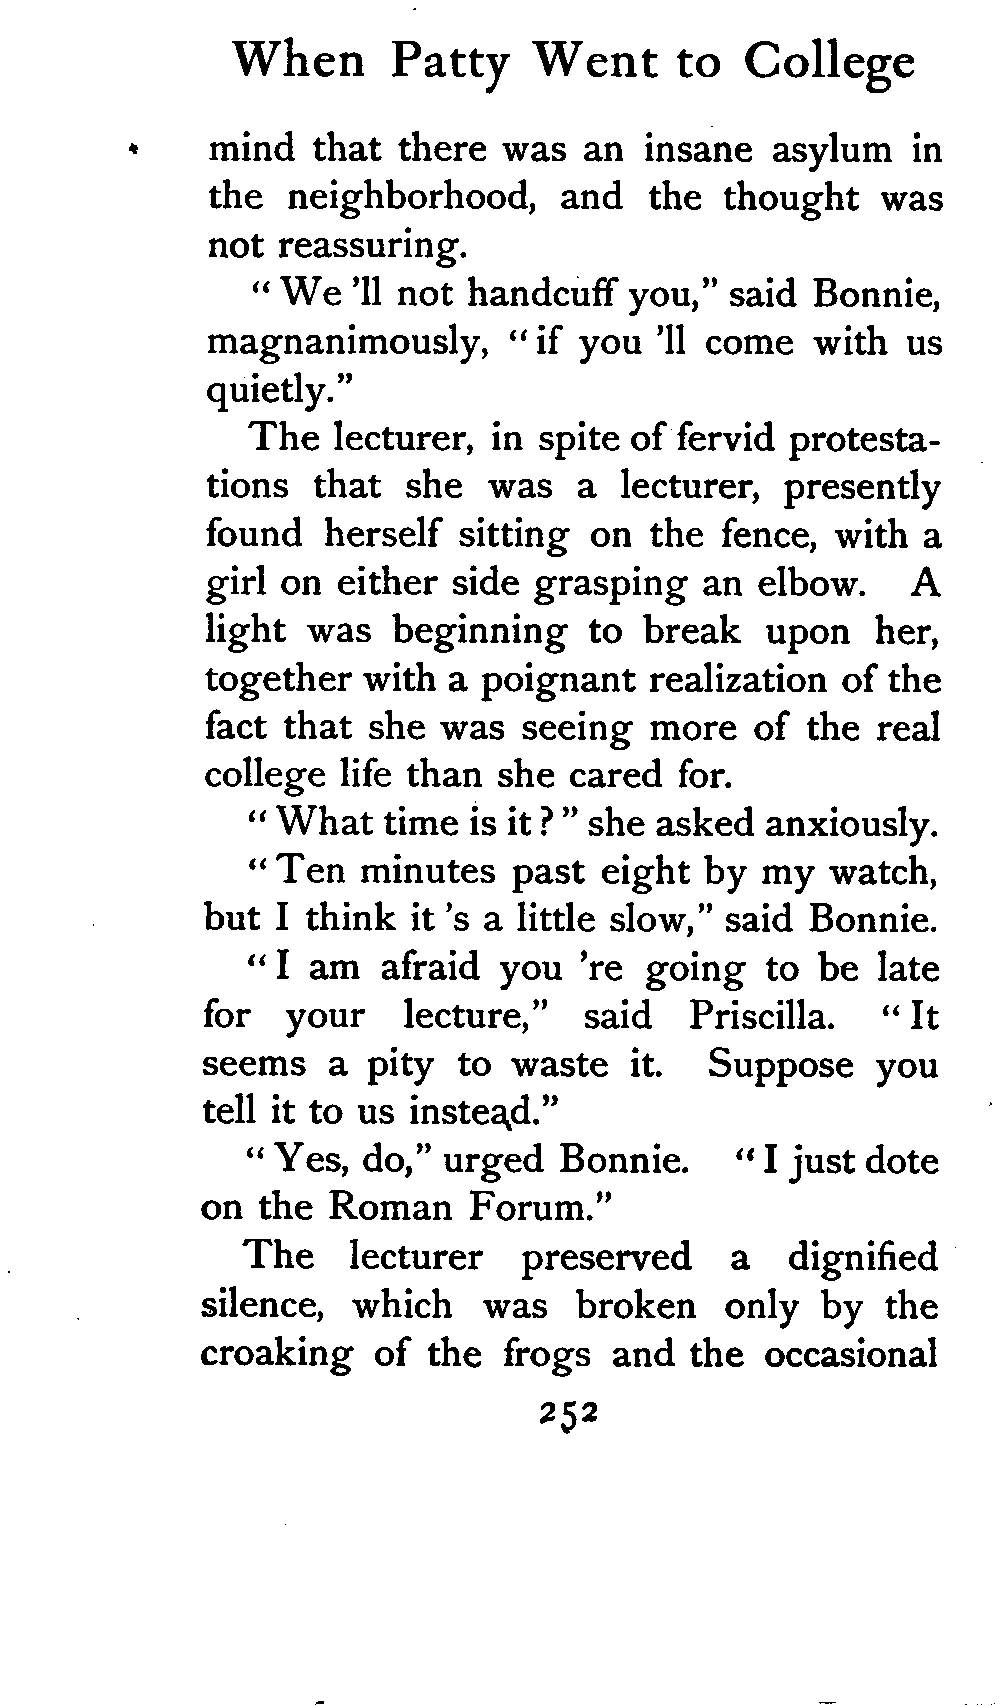 When Patty Went to College
mind that there was an insane asylum in
the neighborhood, and the thought was
not reassuring.
"We 'll not handcuff you," said Bonnie,
magnanimously, "if you 'll come with us
quietly."
The lecturer, in spite of fervid protesta-
tions that she was a lecturer, presently
found herself sitting on the fence, with a
girl on either side grasping an elbow. A
light was beginning to break upon her,
together with a poignant realization of the
fact that she was seeing more of the real
college life than she cared for.
"What time is it?" she asked anxiously.
"Ten minutes past eight by my watch,
but I think it 's a little slow," said Bonnie.
"I am afraid you 're going to be late
for your lecture," said Priscilla. "It
seems a pity to waste it. Suppose you
tell it to us instead."
"Yes, do," urged Bonnie. "I just dote
on the Roman Forum."
The lecturer preserved a dignified
silence, which was broken only by the
croaking of the frogs and the occasional
252